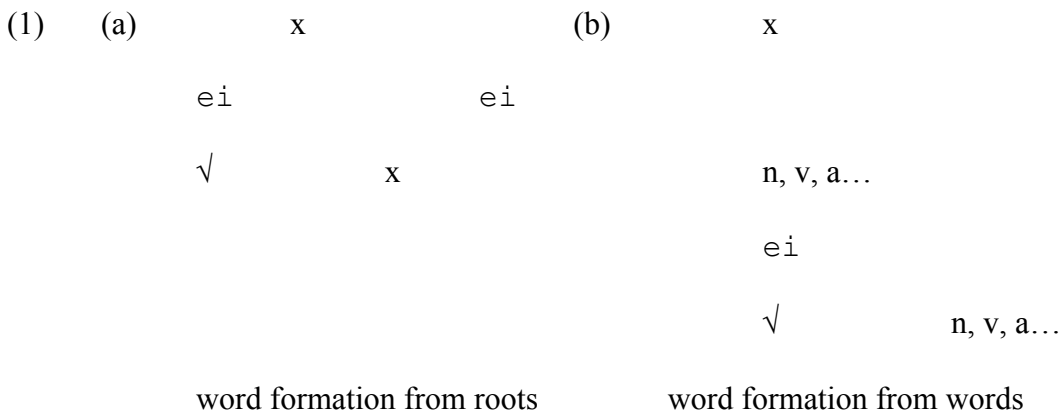 (1) (a) x (b) x
ei ei
√ x n, v, a…
ei
√ n, v, a…
word formation from roots word formation from words